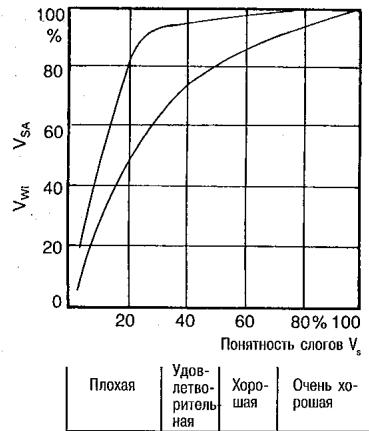 100
%
80
V_SA
60
V_Wi
40
20
0
20 40 60 80% 100
Понятность слогов V_s
Плохая
Удов-
летво-
ритель-
ная
Хоро-
шая
Очень хо-
рошая